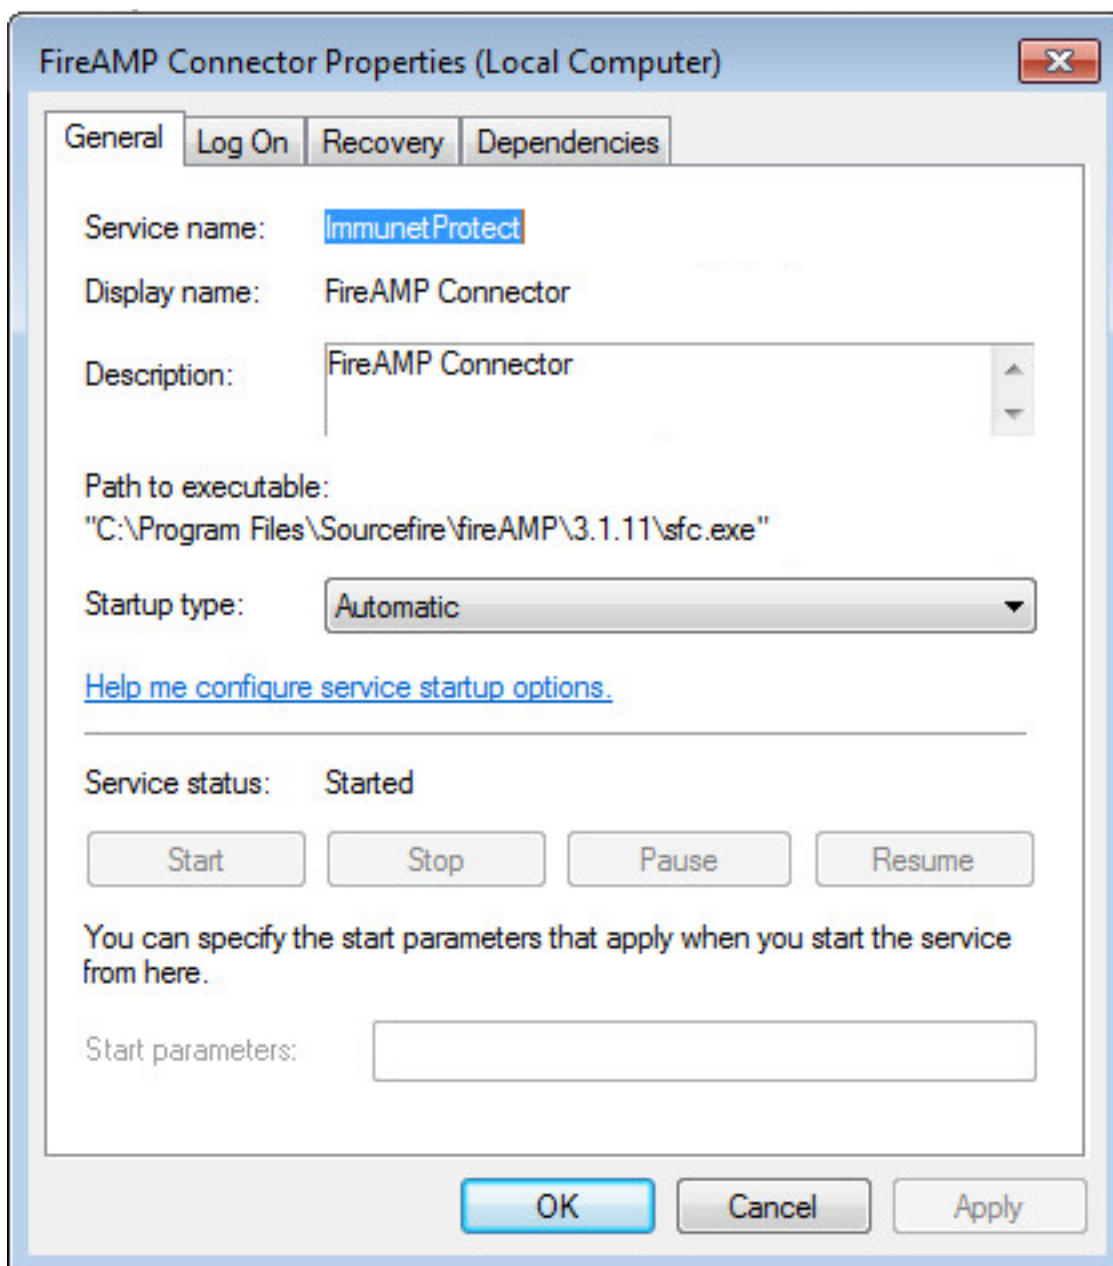 FireAMP Connector Properties (Local Computer)
General Log On Recovery Dependencies
Service name: ImmunetProtect
Display name: FireAMP Connector
Description: FireAMP Connector
Path to executable:
"C:\Program Files\Sourcefire\fireAMP\3.1.11\sfc.exe"
Startup type: Automatic
Help me configure service startup options.
Service status: Started
Start Stop Pause Resume
You can specify the start parameters that apply when you start the service
from here.
Start parameters:
OK Cancel Apply